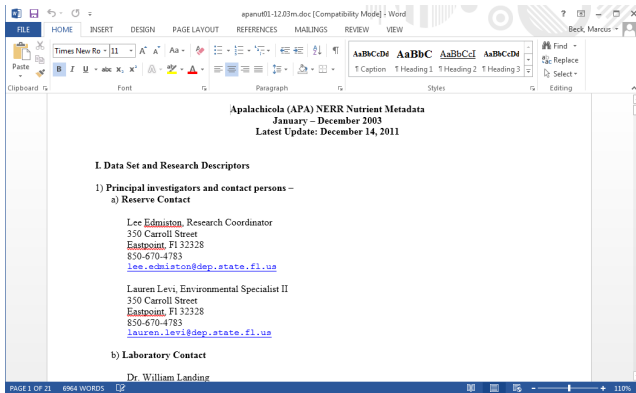 apanut01-12.03m.doc [Compatibility Mode] - Word
FILE HOME INSERT DESIGN PAGE LAYOUT REFERENCES MAILINGS REVIEW VIEW Beck, Marcus
Times New Ro 11 A A Aa
Paste
B I U abc X₂ X² A A
AaBbCcDd AaBbC AaBbCcI AaBbCcDd
¶ Caption ¶ Heading 1 ¶ Heading 2 ¶ Heading 3
Find
Replace
Select
Clipboard Font Paragraph Styles Editing
Apalachicola (APA) NERR Nutrient Metadata
January – December 2003
Latest Update: December 14, 2011
I. Data Set and Research Descriptors
1) Principal investigators and contact persons –
a) Reserve Contact
Lee Edmiston, Research Coordinator
350 Carroll Street
Eastpoint, Fl 32328
850-670-4783
lee.edmiston@dep.state.fl.us
Lauren Levi, Environmental Specialist II
350 Carroll Street
Eastpoint, Fl 32328
850-670-4783
lauren.levi@dep.state.fl.us
b) Laboratory Contact
Dr. William Landing
PAGE 1 OF 21 6964 WORDS 110%